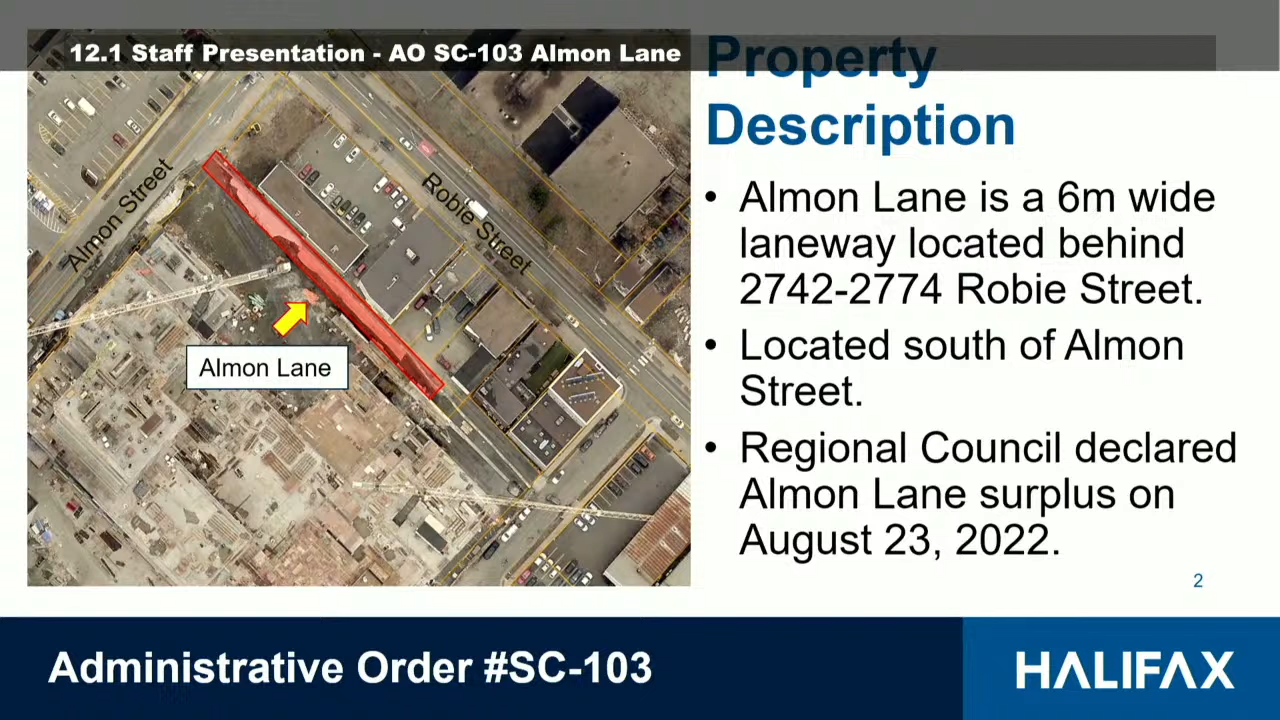 12.1 Staff Presentation - AO SC-103 Almon Lane
Property
Description
Almon Street
Robie Street
Almon Lane
• Almon Lane is a 6m wide
laneway located behind
2742-2774 Robie Street.
• Located south of Almon
Street.
• Regional Council declared
Almon Lane surplus on
August 23, 2022.
2
Administrative Order #SC-103
HALIFAX